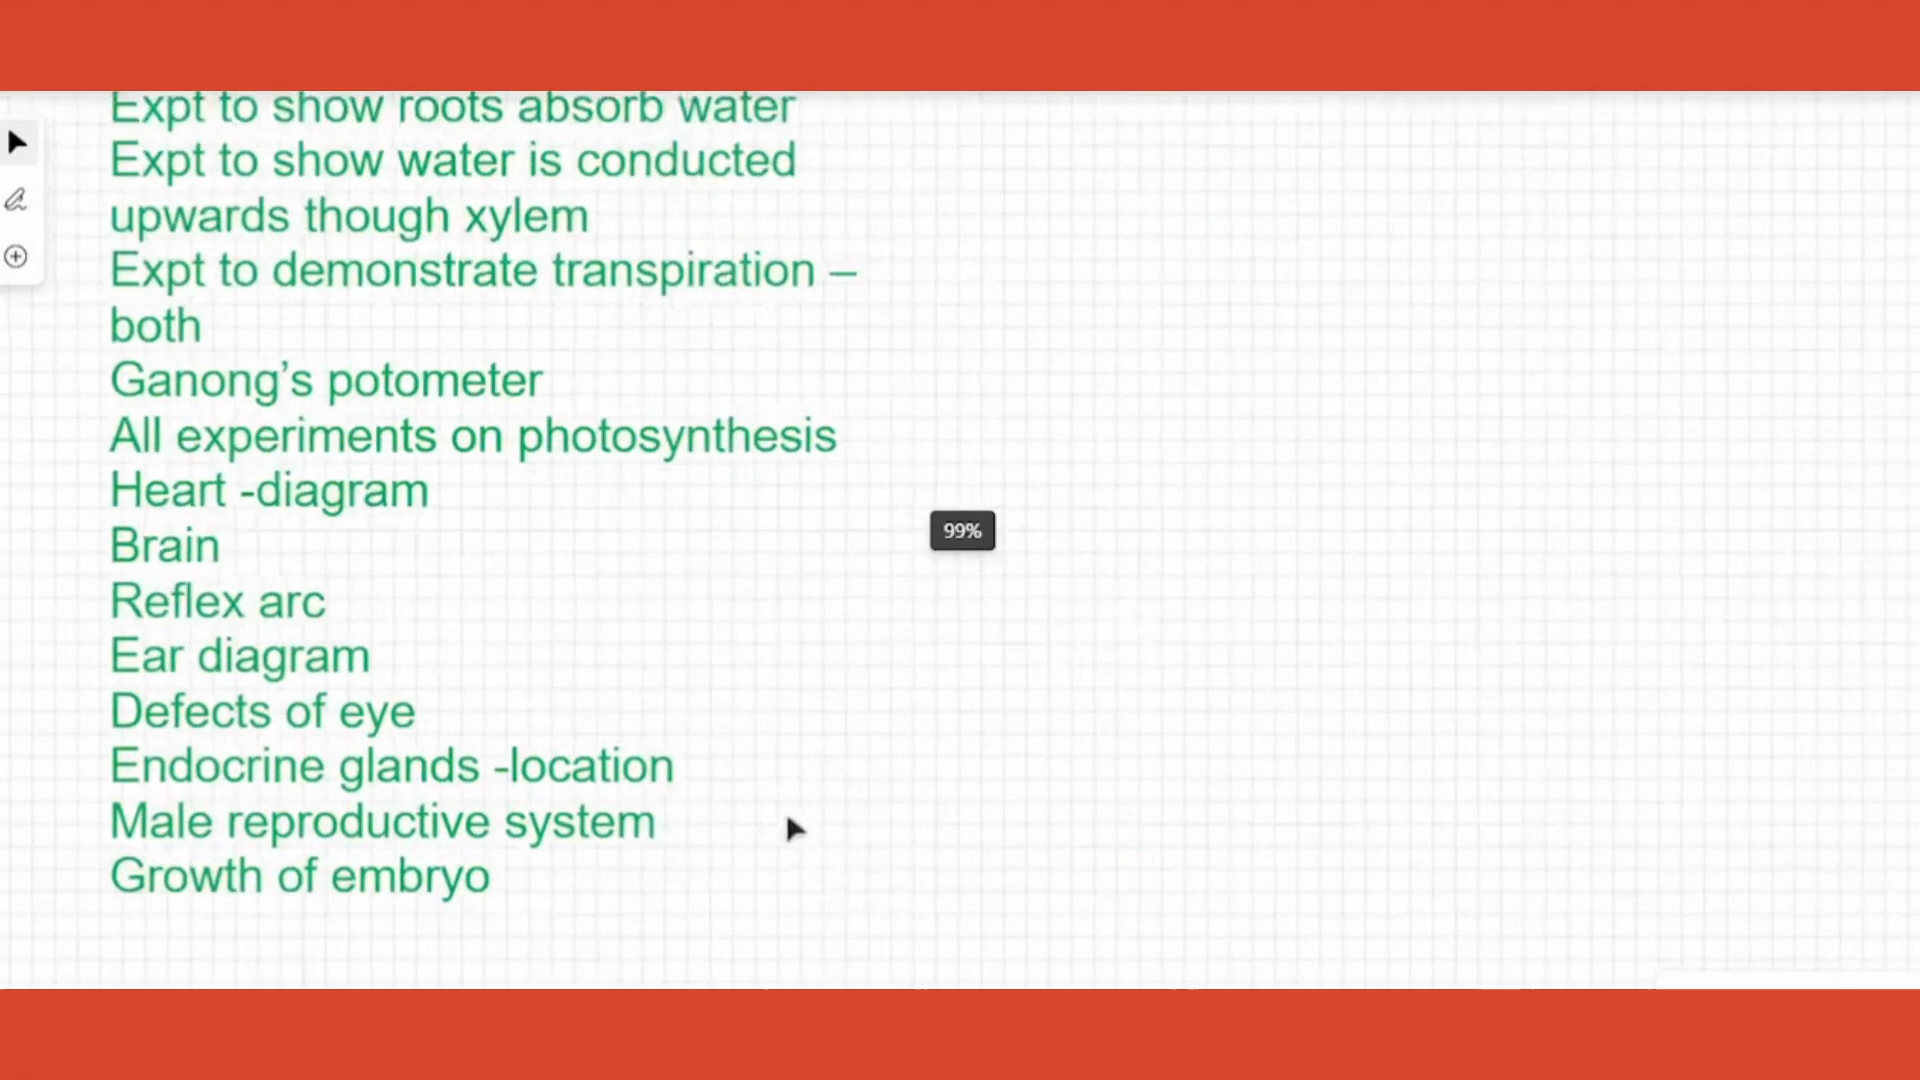 Expt to show roots absorb water
Expt to show water is conducted
upwards though xylem
Expt to demonstrate transpiration –
both
Ganong’s potometer
All experiments on photosynthesis
Heart -diagram
99%
Brain
Reflex arc
Ear diagram
Defects of eye
Endocrine glands -location
Male reproductive system
Growth of embryo